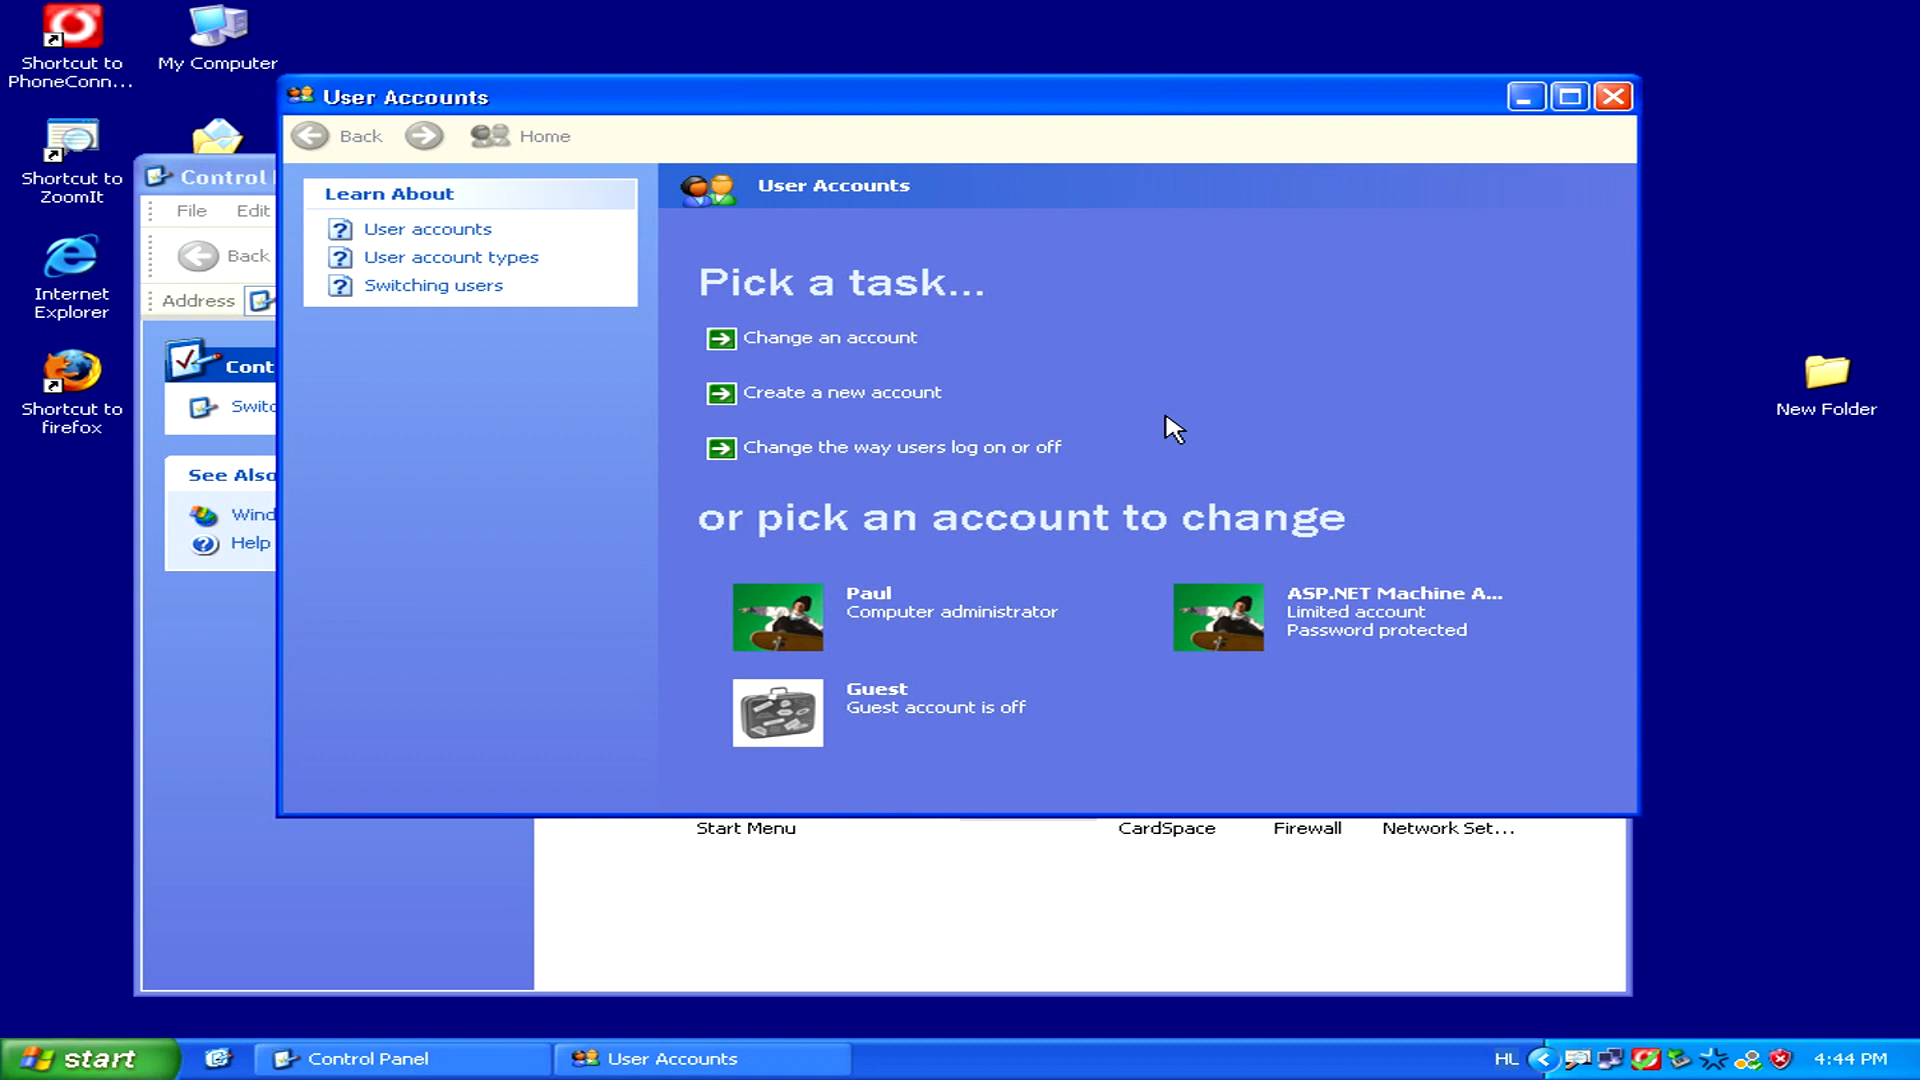 Shortcut to
PhoneConn...
My Computer
Shortcut to
ZoomIt
Internet
Explorer
Shortcut to
firefox
New Folder
Control
File Edit
Back
Address
Cont
Switc
See Also
Wind
Help
User Accounts
Back
Home
Learn About
User accounts
User account types
Switching users
User Accounts
Pick a task...
Change an account
Create a new account
Change the way users log on or off
or pick an account to change
Paul
Computer administrator
ASP.NET Machine A...
Limited account
Password protected
Guest
Guest account is off
Start Menu
CardSpace
Firewall
Network Set...
start
Control Panel
User Accounts
HL
4:44 PM